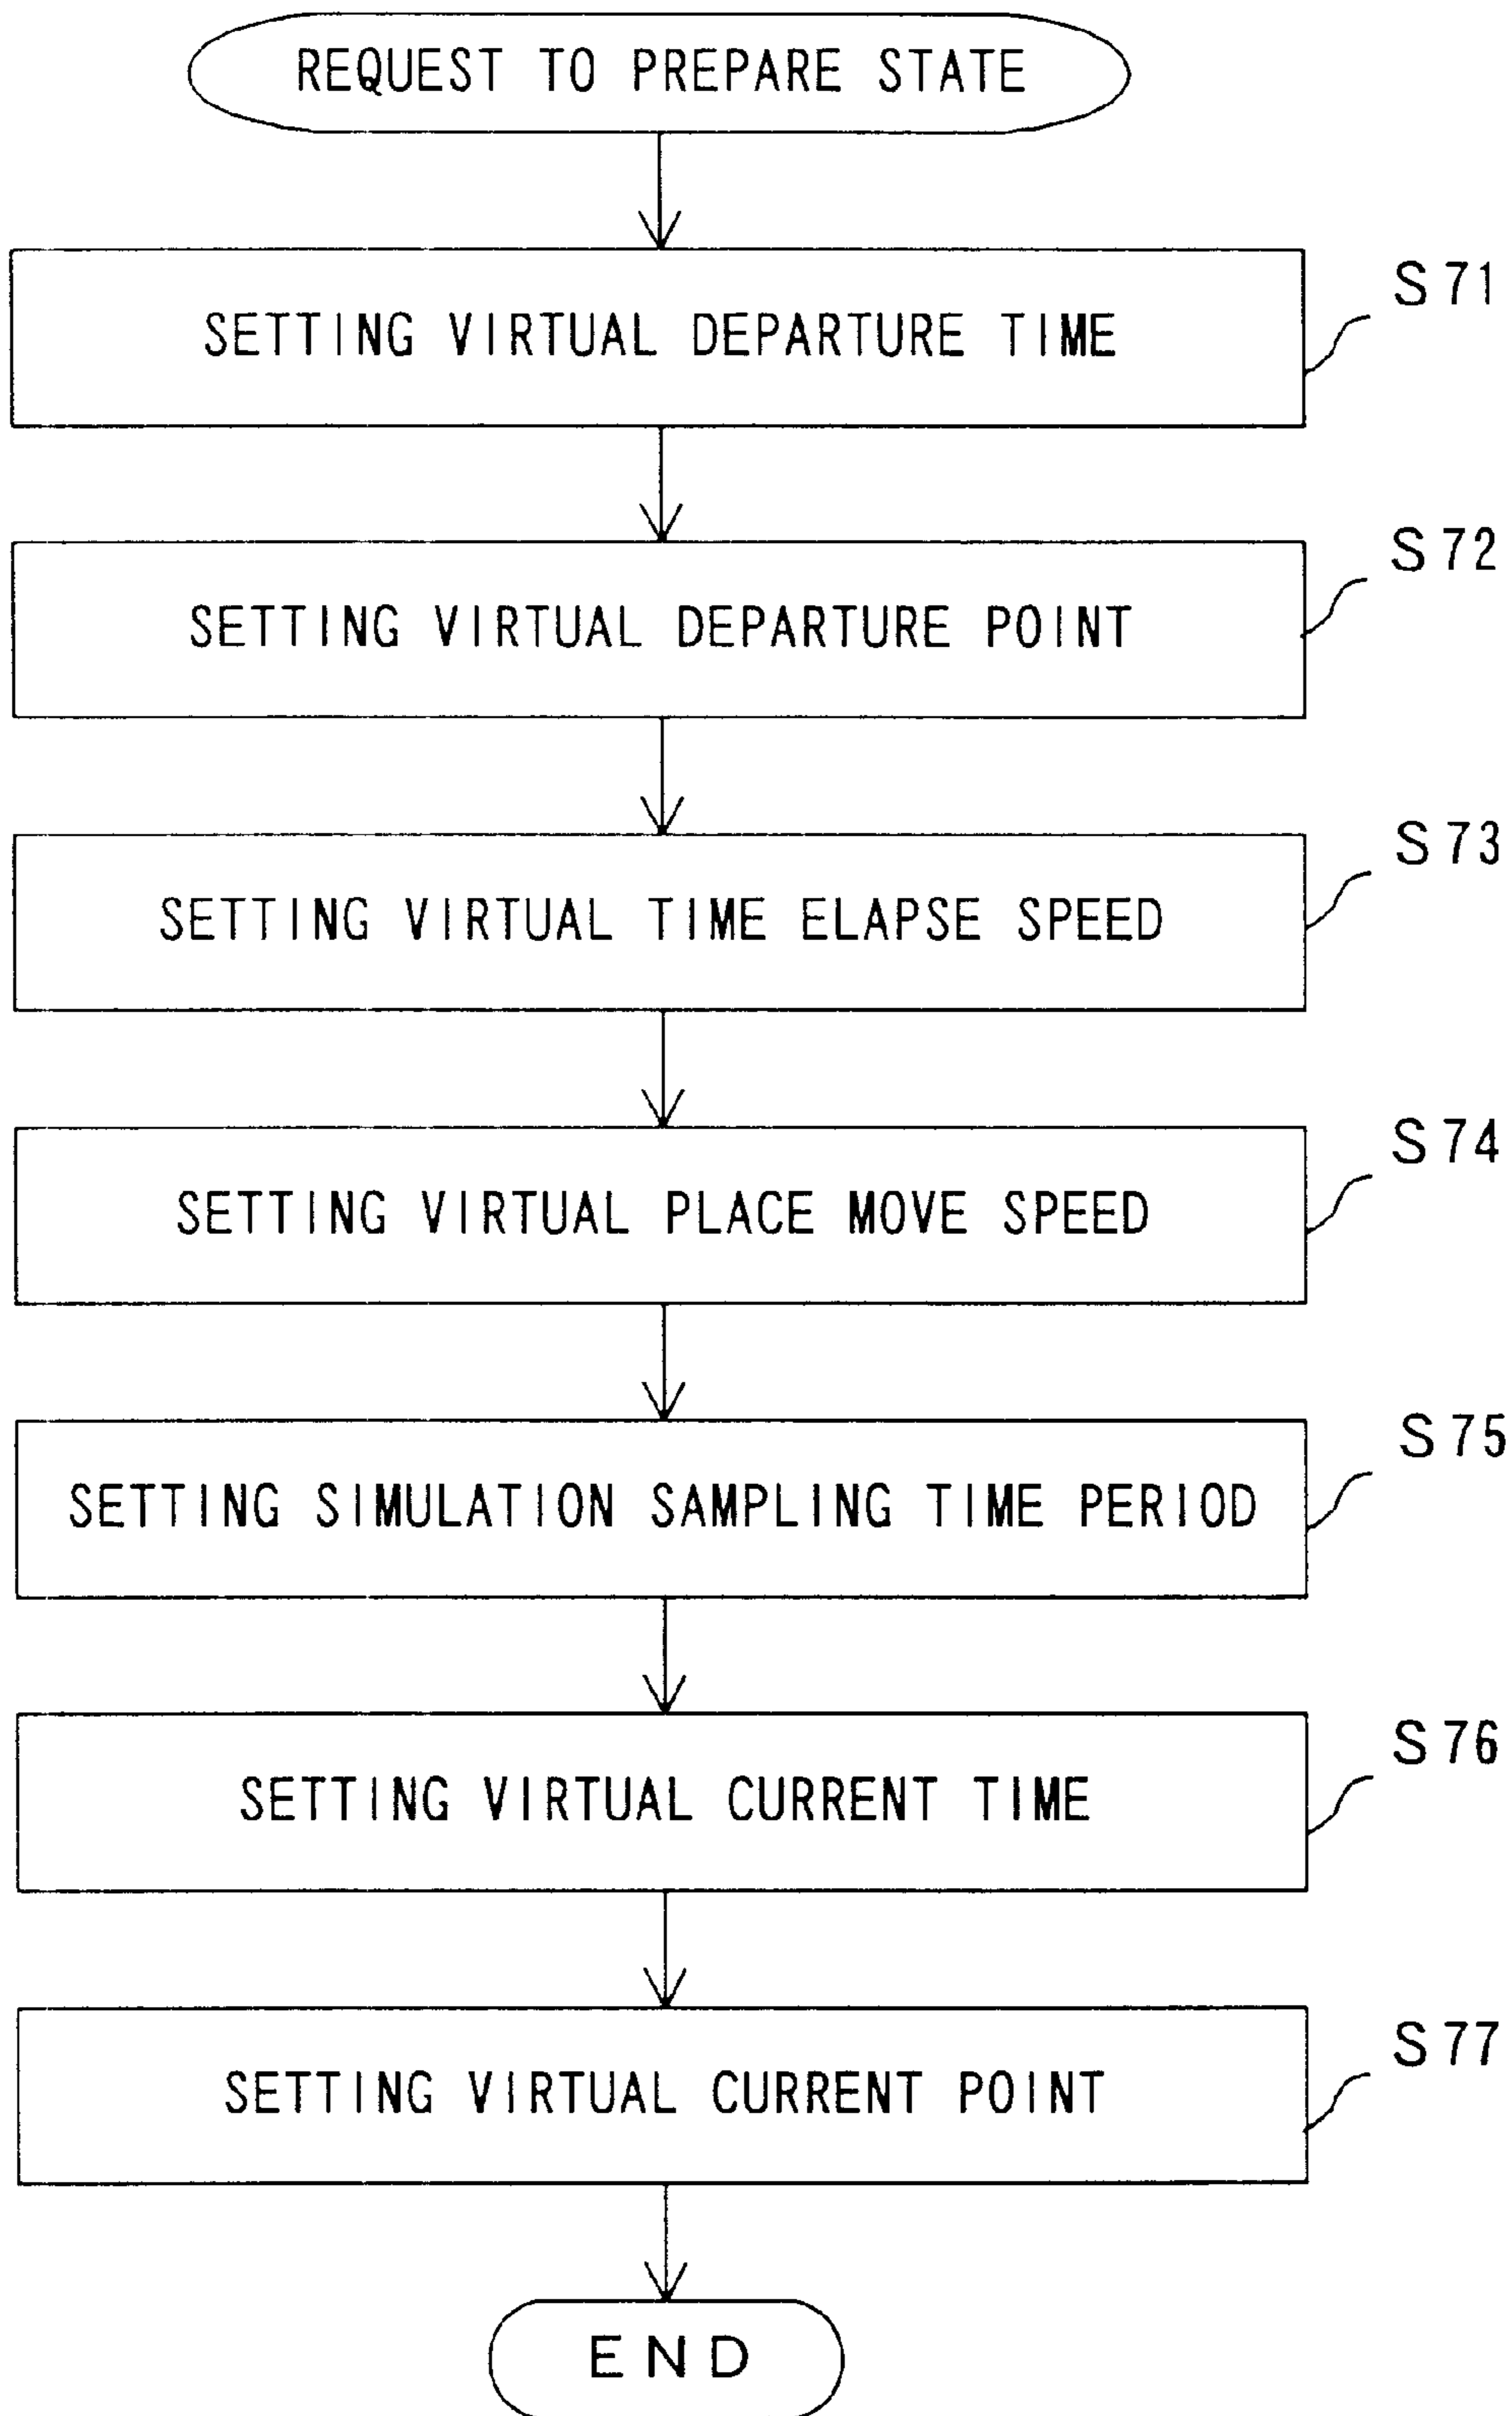 REQUEST TO PREPARE STATE
S71
SETTING VIRTUAL DEPARTURE TIME
S72
SETTING VIRTUAL DEPARTURE POINT
S73
SETTING VIRTUAL TIME ELAPSE SPEED
S74
SETTING VIRTUAL PLACE MOVE SPEED
S75
SETTING SIMULATION SAMPLING TIME PERIOD
S76
SETTING VIRTUAL CURRENT TIME
S77
SETTING VIRTUAL CURRENT POINT
END